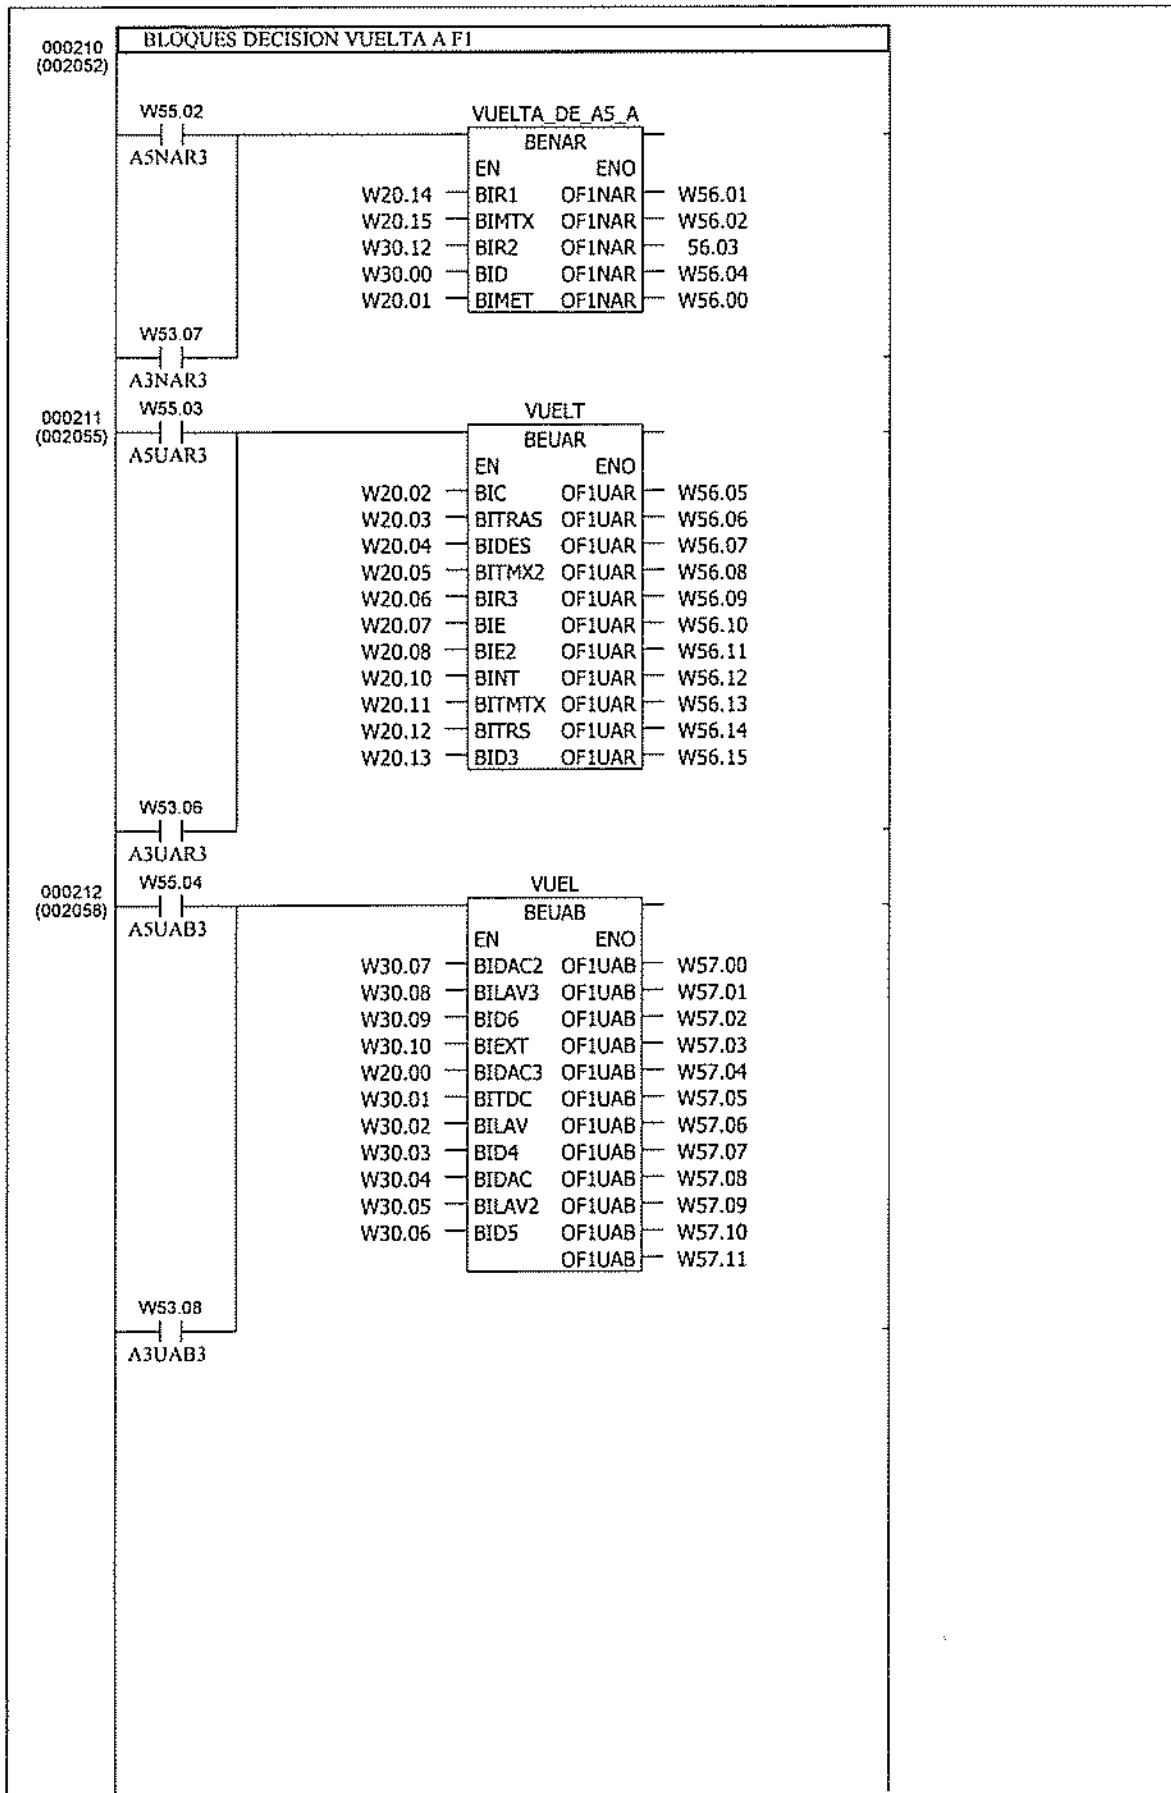 000210
(002052)
BLOQUES DECISION VUELTA A F1
W55.02
A5NAR3
VUELTA_DE_A5_A
BENAR
EN ENO
W20.14 BIR1 OF1NAR W56.01
W20.15 BIMTX OF1NAR W56.02
W30.12 BIR2 OF1NAR 56.03
W30.00 BID OF1NAR W56.04
W20.01 BIMET OF1NAR W56.00
W53.07
A3NAR3
000211
(002055)
W55.03
A5UAR3
VUELT
BEUAR
EN ENO
W20.02 BIC OF1UAR W56.05
W20.03 BITRAS OF1UAR W56.06
W20.04 BIDES OF1UAR W56.07
W20.05 BITMX2 OF1UAR W56.08
W20.06 BIR3 OF1UAR W56.09
W20.07 BIE OF1UAR W56.10
W20.08 BIE2 OF1UAR W56.11
W20.10 BINT OF1UAR W56.12
W20.11 BITMTX OF1UAR W56.13
W20.12 BITRS OF1UAR W56.14
W20.13 BID3 OF1UAR W56.15
W53.06
A3UAR3
000212
(002058)
W55.04
A5UAB3
VUEL
BEUAB
EN ENO
W30.07 BIDAC2 OF1UAB W57.00
W30.08 BILAV3 OF1UAB W57.01
W30.09 BID6 OF1UAB W57.02
W30.10 BIEXT OF1UAB W57.03
W20.00 BIDAC3 OF1UAB W57.04
W30.01 BITDC OF1UAB W57.05
W30.02 BILAV OF1UAB W57.06
W30.03 BID4 OF1UAB W57.07
W30.04 BIDAC OF1UAB W57.08
W30.05 BILAV2 OF1UAB W57.09
W30.06 BID5 OF1UAB W57.10
OF1UAB W57.11
W53.08
A3UAB3